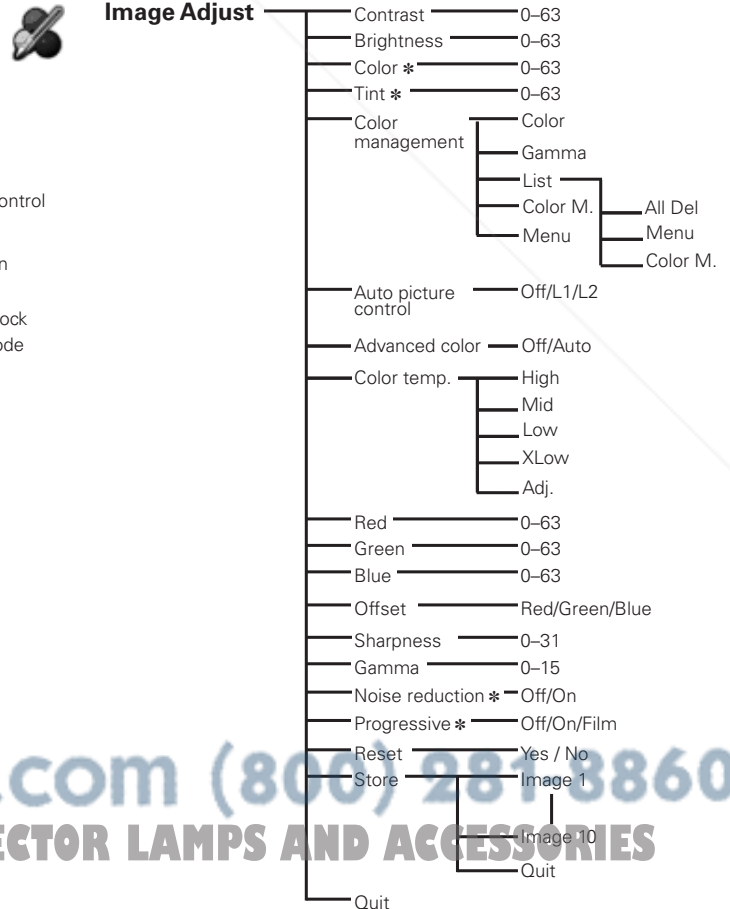 Image Adjust
Contrast 0–63
Brightness 0–63
Color ✻ 0–63
Tint ✻ 0–63
Color
management
Color
Gamma
List
Color M.
Menu
All Del
Menu
Color M.
ontrol
n
ock
ode
Auto picture
control
Off/L1/L2
Advanced color Off/Auto
Color temp. High
Mid
Low
XLow
Adj.
Red 0–63
Green 0–63
Blue 0–63
Offset Red/Green/Blue
Sharpness 0–31
Gamma 0–15
Noise reduction ✻ Off/On
Progressive ✻ Off/On/Film
Reset Yes / No
Store Image 1
Image 10
Quit
Quit
.com (800) 281-8860
ECTOR LAMPS AND ACCESSORIES